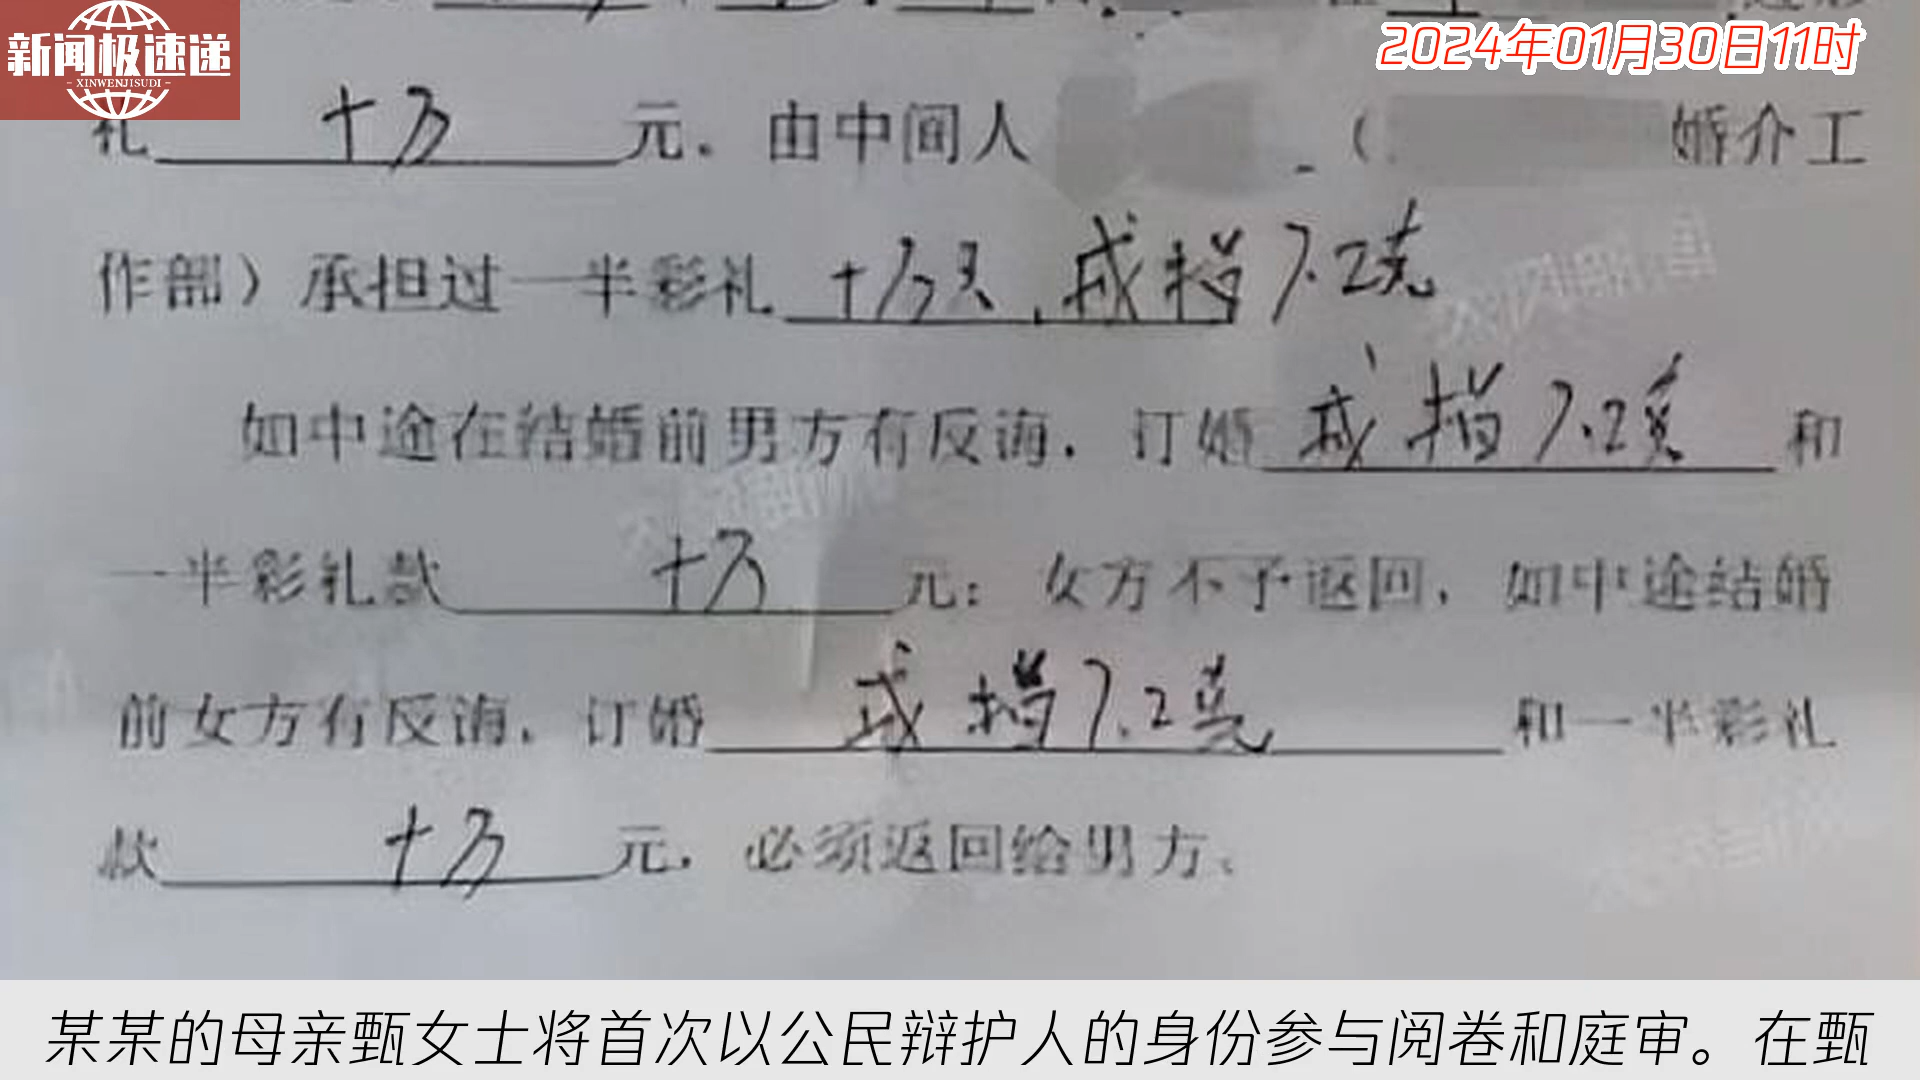 新闻极速递
-XINWENJISUDI-
2024年01月30日11时
礼 十万 元。由中间人 （ 婚介工
作部）承担过一半彩礼 十万元，戒指7.2克
如中途在结婚前男方有反悔，订婚 戒指7.2克 和
一半彩礼款 十万 元；女方不予返回，如中途结婚
前女方有反悔，订婚 戒指7.2克 和一半彩礼
款 十万 元，必须返回给男方。
某某的母亲甄女士将首次以公民辩护人的身份参与阅卷和庭审。在甄